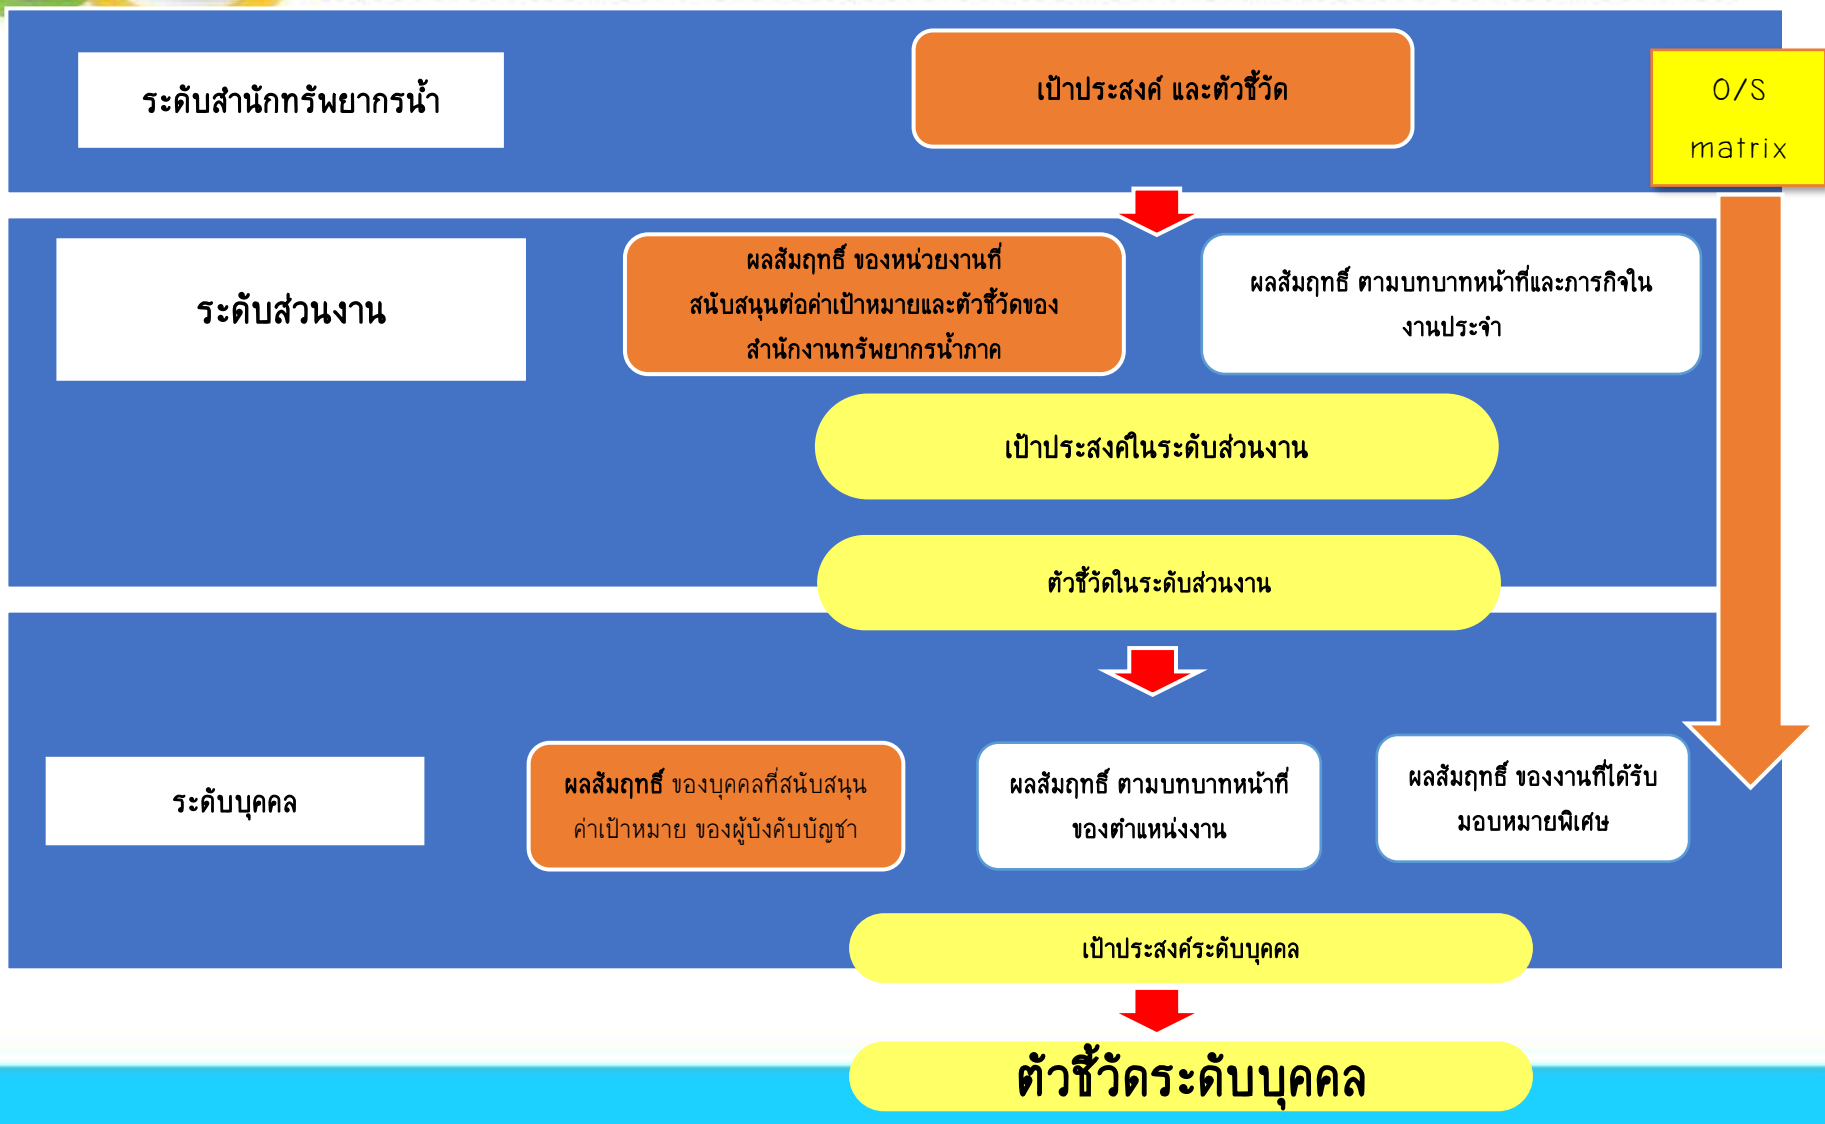 ระดับสำนักทรัพยากรน้ำ
เป้าประสงค์ และตัวชี้วัด
O/S
matrix
ระดับส่วนงาน
ผลสัมฤทธิ์ ของหน่วยงานที่
สนับสนุนต่อค่าเป้าหมายและตัวชี้วัดของ
สำนักงานทรัพยากรน้ำภาค
ผลสัมฤทธิ์ ตามบทบาทหน้าที่และภารกิจใน
งานประจำ
เป้าประสงค์ในระดับส่วนงาน
ตัวชี้วัดในระดับส่วนงาน
ระดับบุคคล
ผลสัมฤทธิ์ ของบุคคลที่สนับสนุน
ค่าเป้าหมาย ของผู้บังคับบัญชา
ผลสัมฤทธิ์ ตามบทบาทหน้าที่
ของตำแหน่งงาน
ผลสัมฤทธิ์ ของงานที่ได้รับ
มอบหมายพิเศษ
เป้าประสงค์ระดับบุคคล
ตัวชี้วัดระดับบุคคล